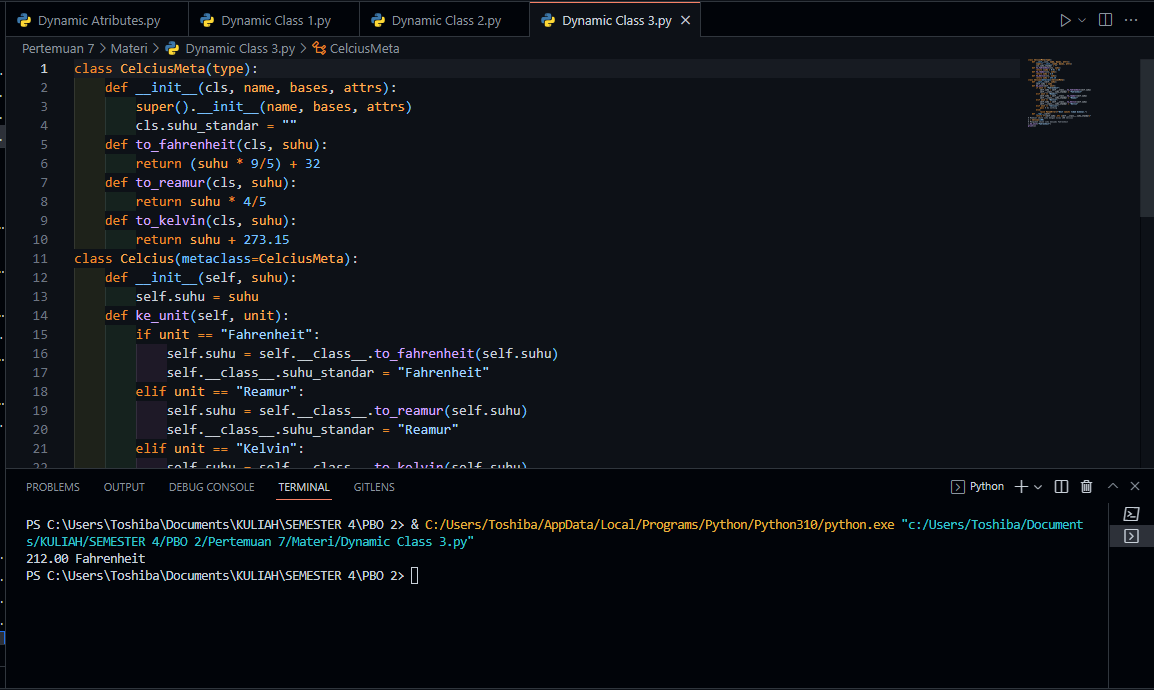 Dynamic Atributes.py Dynamic Class 1.py Dynamic Class 2.py Dynamic Class 3.py
Pertemuan 7 > Materi > Dynamic Class 3.py > CelciusMeta
1 class CelciusMeta(type):
2 def __init__(cls, name, bases, attrs):
3 super().__init__(name, bases, attrs)
4 cls.suhu_standar = ""
5 def to_fahrenheit(cls, suhu):
6 return (suhu * 9/5) + 32
7 def to_reamur(cls, suhu):
8 return suhu * 4/5
9 def to_kelvin(cls, suhu):
10 return suhu + 273.15
11 class Celcius(metaclass=CelciusMeta):
12 def __init__(self, suhu):
13 self.suhu = suhu
14 def ke_unit(self, unit):
15 if unit == "Fahrenheit":
16 self.suhu = self.__class__.to_fahrenheit(self.suhu)
17 self.__class__.suhu_standar = "Fahrenheit"
18 elif unit == "Reamur":
19 self.suhu = self.__class__.to_reamur(self.suhu)
20 self.__class__.suhu_standar = "Reamur"
21 elif unit == "Kelvin":
22 self.suhu = self.__class__.to_kelvin(self.suhu)
PROBLEMS OUTPUT DEBUG CONSOLE TERMINAL GITLENS Python
PS C:\Users\Toshiba\Documents\KULIAH\SEMESTER 4\PBO 2> & C:/Users/Toshiba/AppData/Local/Programs/Python/Python310/python.exe "c:/Users/Toshiba/Document
s/KULIAH/SEMESTER 4/PBO 2/Pertemuan 7/Materi/Dynamic Class 3.py"
212.00 Fahrenheit
PS C:\Users\Toshiba\Documents\KULIAH\SEMESTER 4\PBO 2>